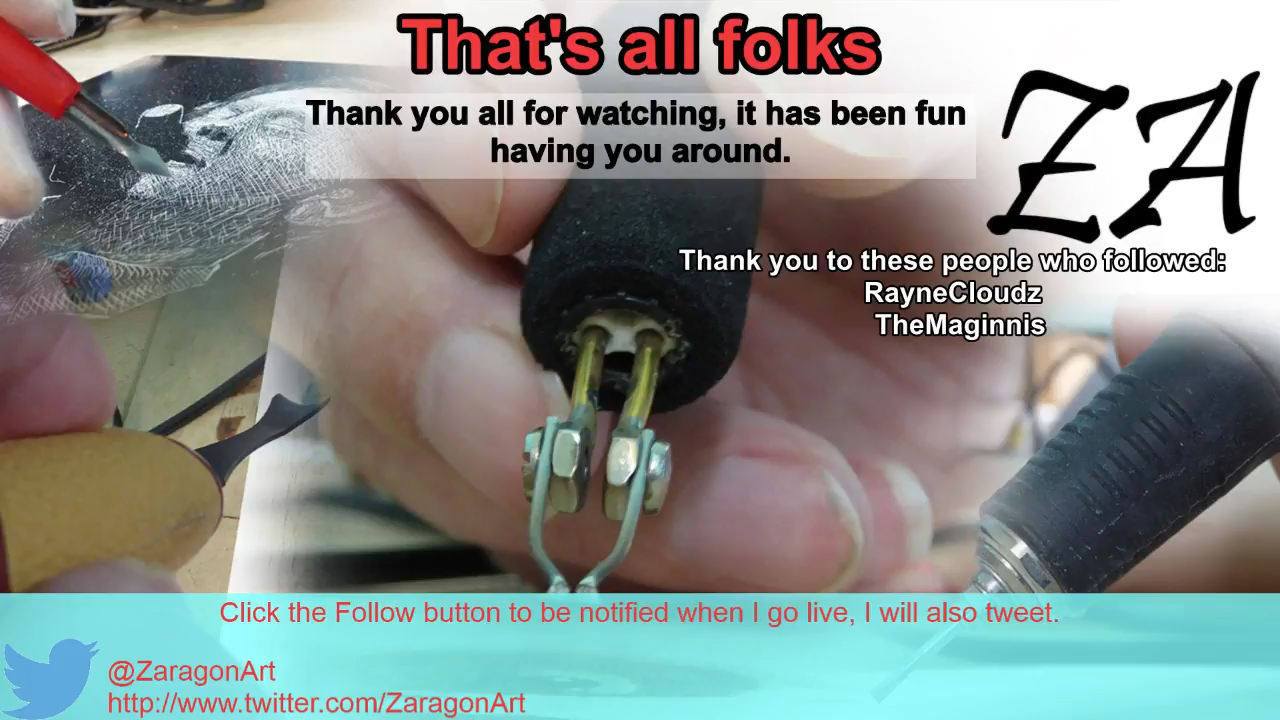 That's all folks
Thank you all for watching, it has been fun
having you around.
ZA
Thank you to these people who followed:
RayneCloudz
TheMaginnis
Click the Follow button to be notified when I go live, I will also tweet.
@ZaragonArt
http://www.twitter.com/ZaragonArt